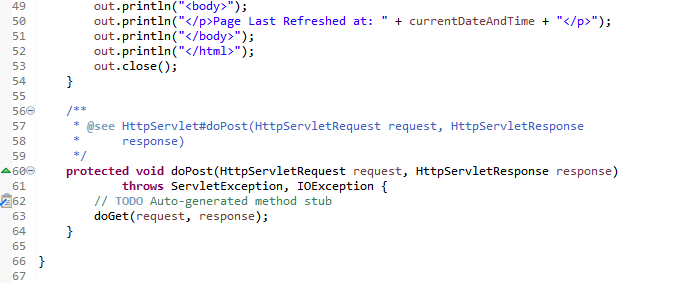 49 out.println("<body>");
50 out.println("</p>Page Last Refreshed at: " + currentDateAndTime + "</p>");
51 out.println("</body>");
52 out.println("</html>");
53 out.close();
54 }
55
56 /**
57 * @see HttpServlet#doPost(HttpServletRequest request, HttpServletResponse
58 * response)
59 */
60 protected void doPost(HttpServletRequest request, HttpServletResponse response)
61 throws ServletException, IOException {
62 // TODO Auto-generated method stub
63 doGet(request, response);
64 }
65
66 }
67